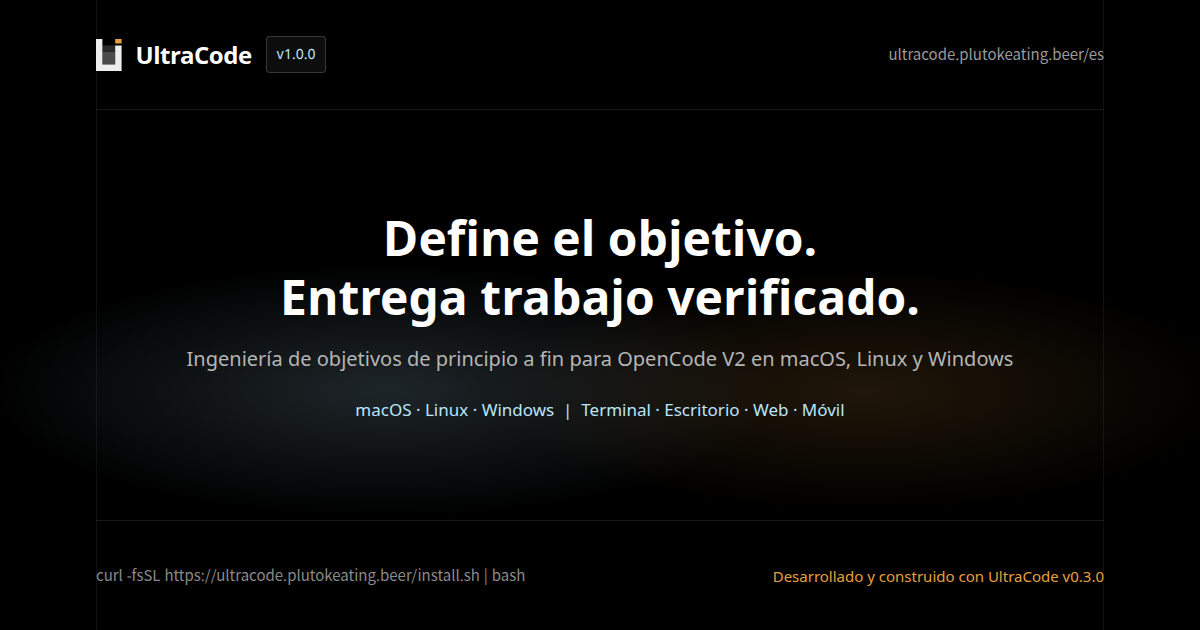 UltraCode v1.0.0 ultracode.plutokeating.beer/es
Define el objetivo.
Entrega trabajo verificado.
Ingeniería de objetivos de principio a fin para OpenCode V2 en macOS, Linux y Windows
macOS · Linux · Windows | Terminal · Escritorio · Web · Móvil
curl -fsSL https://ultracode.plutokeating.beer/install.sh | bash
Desarrollado y construido con UltraCode v0.3.0